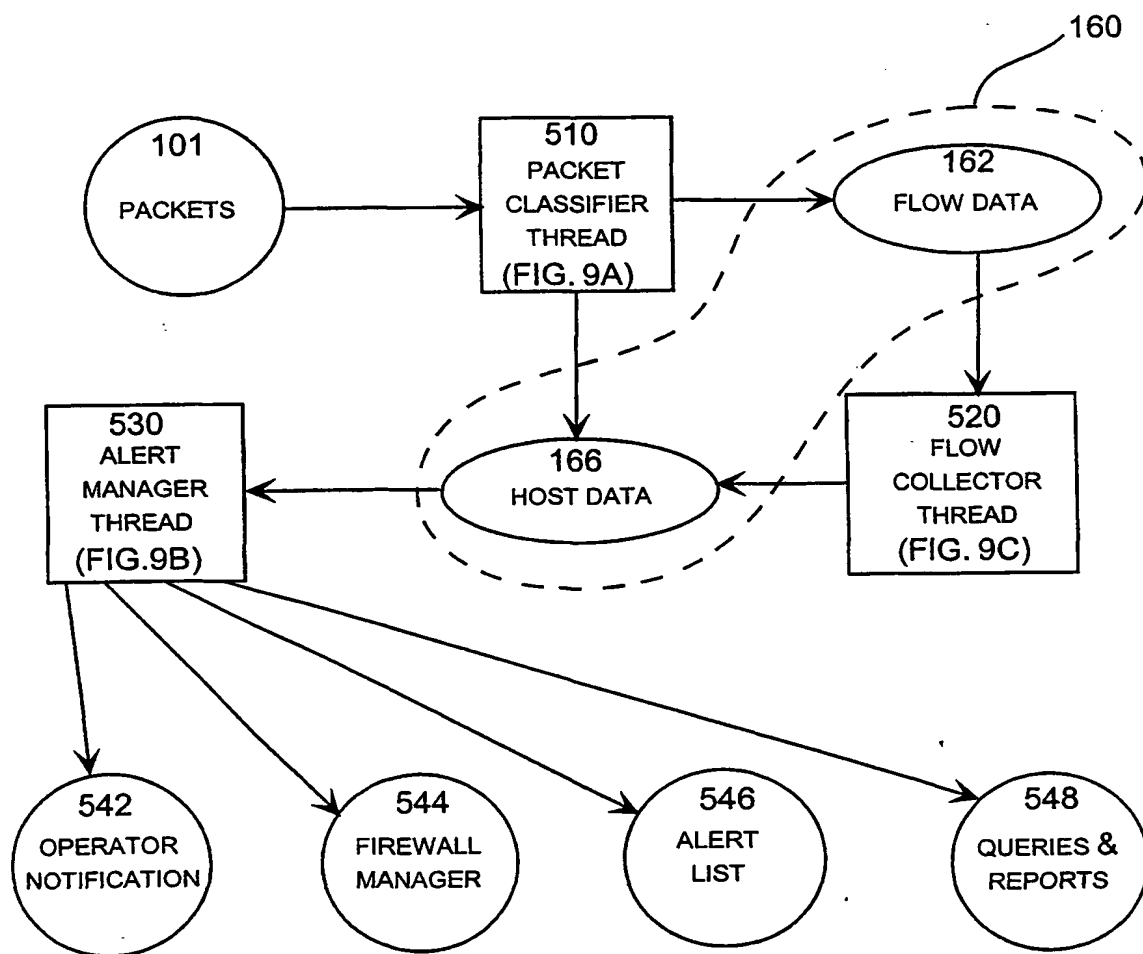 160
101
PACKETS
510
PACKET
CLASSIFIER
THREAD
(FIG. 9A)
162
FLOW DATA
530
ALERT
MANAGER
THREAD
(FIG.9B)
166
HOST DATA
520
FLOW
COLLECTOR
THREAD
(FIG. 9C)
542
OPERATOR
NOTIFICATION
544
FIREWALL
MANAGER
546
ALERT
LIST
548
QUERIES &
REPORTS